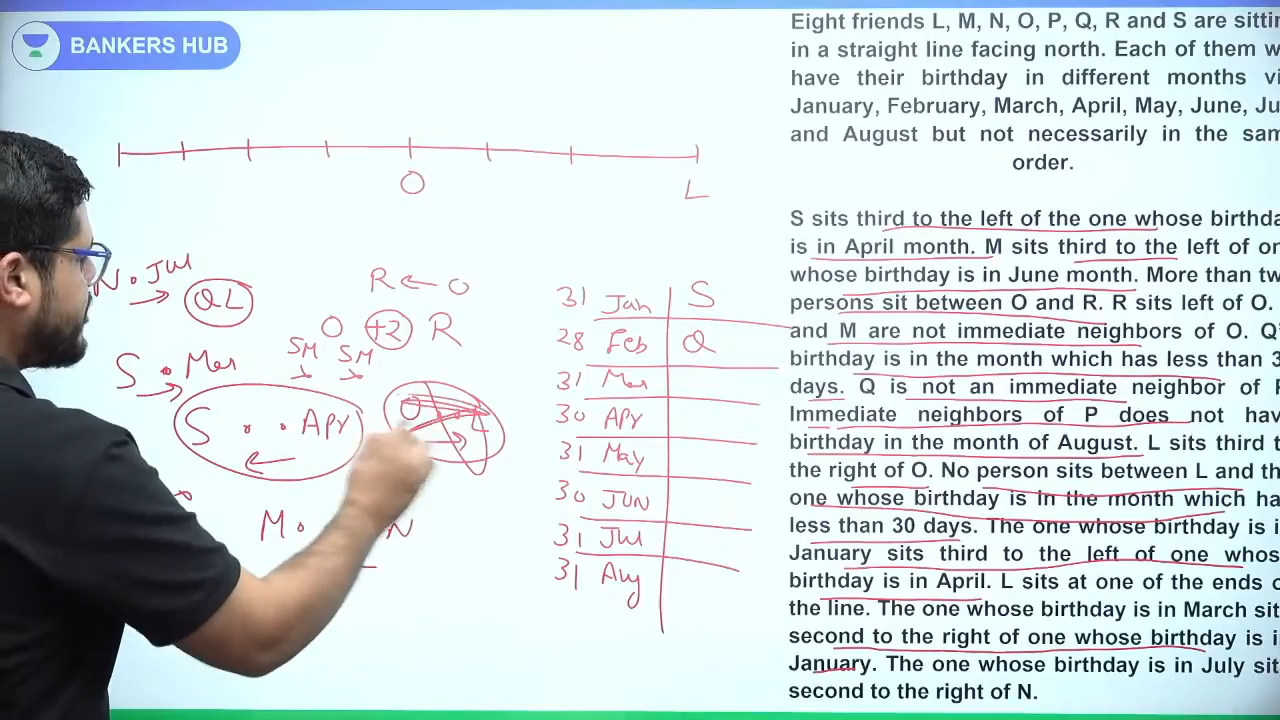 BANKERS HUB
Eight friends L, M, N, O, P, Q, R and S are sittin
in a straight line facing north. Each of them w
have their birthday in different months vi
January, February, March, April, May, June, Ju
and August but not necessarily in the sam
order.
S sits third to the left of the one whose birthda
is in April month. M sits third to the left of on
whose birthday is in June month. More than tw
persons sit between O and R. R sits left of O.
and M are not immediate neighbors of O. Q'
birthday is in the month which has less than 3
days. Q is not an immediate neighbor of
Immediate neighbors of P does not hav
birthday in the month of August. L sits third t
the right of O. No person sits between L and th
one whose birthday is in the month which ha
less than 30 days. The one whose birthday is i
January sits third to the left of one whos
birthday is in April. L sits at one of the ends o
the line. The one whose birthday is in March sit
second to the right of one whose birthday is i
January. The one whose birthday is in July sit
second to the right of N.
O
L
N . Jul
QL
R ← O
O +2 R
SM SM
S . Mar
S . . Apr
O . . L
M .
N
31 Jan S
28 Feb Q
31 Mar
30 Apr
31 May
30 JUN
31 Jul
31 Aug